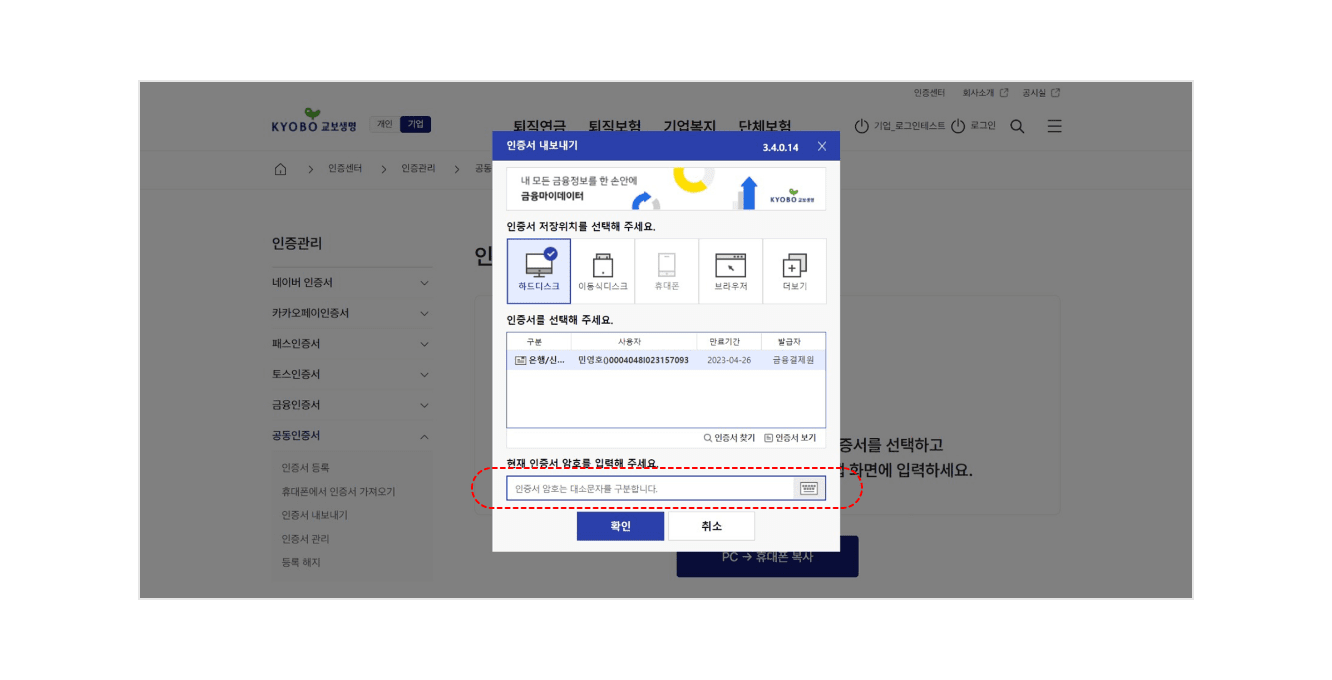 인증센터 회사소개 공시실
KYOBO 교보생명 개인 기업 퇴직연금 퇴직보험 기업복지 단체보험 기업_로그인테스트 로그인
인증센터 인증관리 공동
인증서 내보내기 3.4.0.14
내 모든 금융정보를 한 손안에
금융마이데이터
KYOBO 교보생명
인증서 저장위치를 선택해 주세요.
하드디스크 이동식디스크 휴대폰 브라우저 더보기
인증서를 선택해 주세요.
구분 사용자 만료기간 발급자
은행/신... 민영호()0004048I023157093 2023-04-26 금융결제원
인증서 찾기 인증서 보기
현재 인증서 암호를 입력해 주세요.
인증서 암호는 대소문자를 구분합니다.
확인 취소
인증관리
네이버 인증서
카카오페이인증서
패스인증서
토스인증서
금융인증서
공동인증서
인증서 등록
휴대폰에서 인증서 가져오기
인증서 내보내기
인증서 관리
등록 해지
인
증서를 선택하고
화면에 입력하세요.
PC → 휴대폰 복사